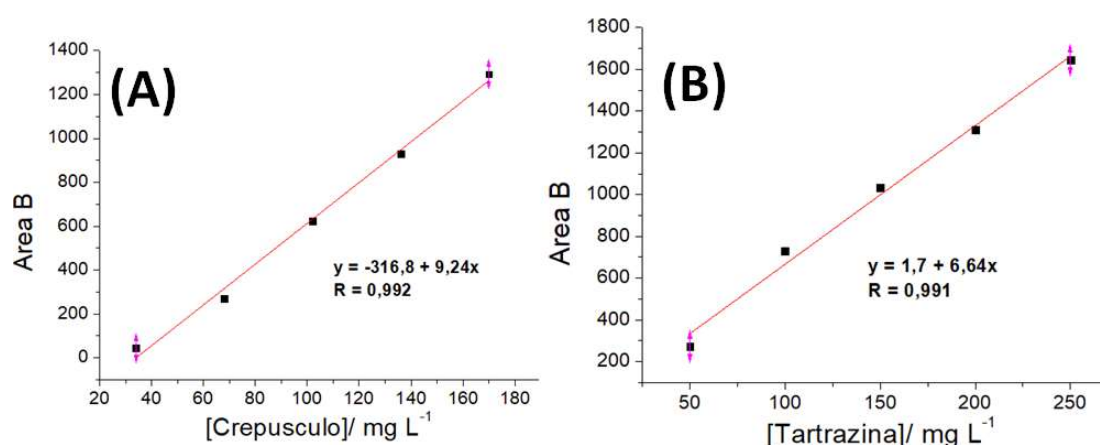 (A)
1400
1200
1000
800
600
400
200
0
Area B
y = -316,8 + 9,24x
R = 0,992
20 40 60 80 100 120 140 160 180
[Crepusculo]/ mg L⁻¹
(B)
1800
1600
1400
1200
1000
800
600
400
200
Area B
y = 1,7 + 6,64x
R = 0,991
50 100 150 200 250
[Tartrazina]/ mg L⁻¹